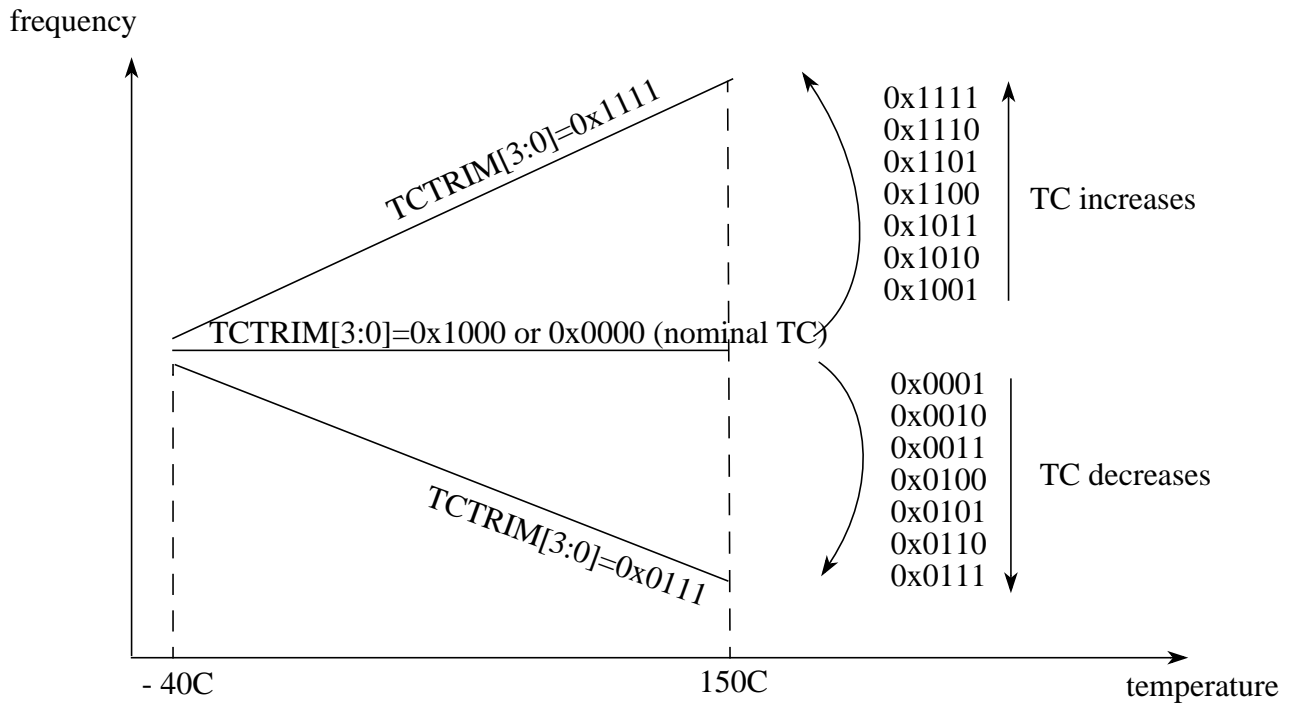 frequency
TCTRIM[3:0]=0x1111
0x1111
0x1110
0x1101
0x1100
0x1011
0x1010
0x1001
TC increases
TCTRIM[3:0]=0x1000 or 0x0000 (nominal TC)
0x0001
0x0010
0x0011
0x0100
0x0101
0x0110
0x0111
TC decreases
TCTRIM[3:0]=0x0111
- 40C
150C
temperature